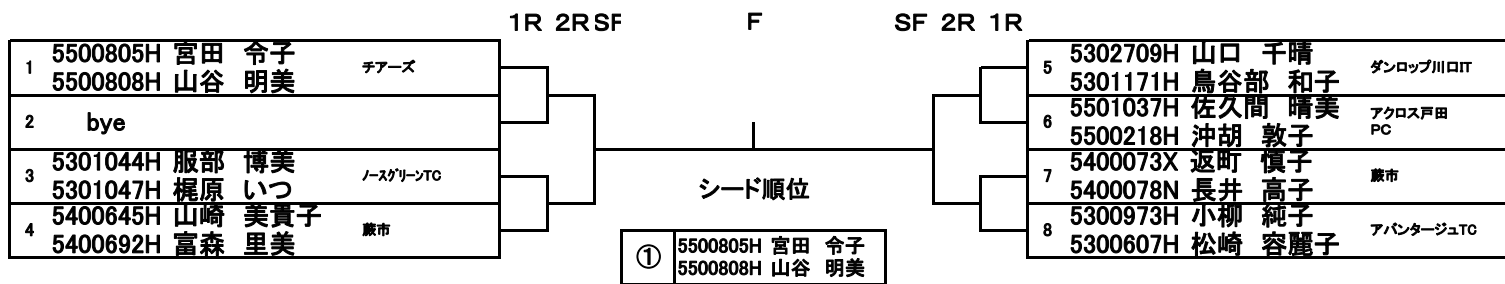 1R 2R SF F SF 2R 1R
1 5500805H 宮田 令子 チアーズ
5500808H 山谷 明美
2 bye
3 5301044H 服部 博美 ノースグリーンTC
5301047H 梶原 いつ
4 5400645H 山崎 美貴子 蕨市
5400692H 富森 里美
5 5302709H 山口 千晴 ダンロップ川口IT
5301171H 鳥谷部 和子
6 5501037H 佐久間 晴美 アクロス戸田
PC
5500218H 沖胡 敦子
7 5400073X 返町 慎子 蕨市
5400078N 長井 高子
8 5300973H 小柳 純子 アバンタージュTC
5300607H 松崎 容麗子
シード順位
① 5500805H 宮田 令子
5500808H 山谷 明美